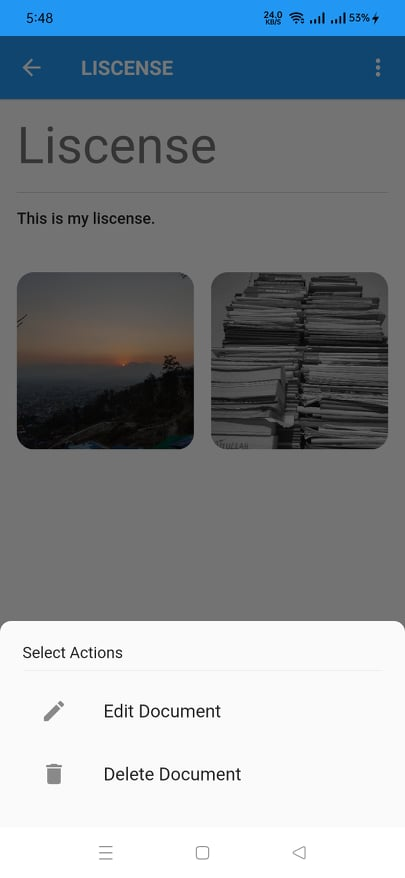 5:48
24.0
KB/S
53%
LISCENSE
Liscense
This is my liscense.
Select Actions
Edit Document
Delete Document